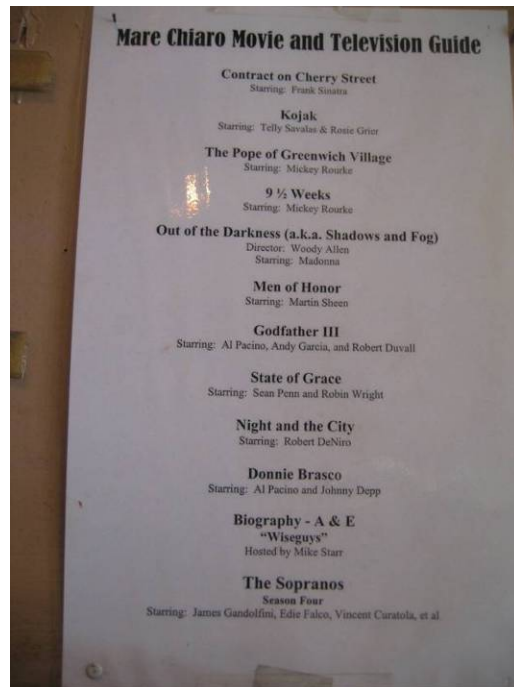 Mare Chiaro Movie and Television Guide
Contract on Cherry Street
Starring: Frank Sinatra
Kojak
Starring: Telly Savalas & Rosie Grier
The Pope of Greenwich Village
Starring: Mickey Rourke
9 ½ Weeks
Starring: Mickey Rourke
Out of the Darkness (a.k.a. Shadows and Fog)
Director: Woody Allen
Starring: Madonna
Men of Honor
Starring: Martin Sheen
Godfather III
Starring: Al Pacino, Andy Garcia, and Robert Duvall
State of Grace
Starring: Sean Penn and Robin Wright
Night and the City
Starring: Robert DeNiro
Donnie Brasco
Starring: Al Pacino and Johnny Depp
Biography - A & E
“Wiseguys”
Hosted by Mike Starr
The Sopranos
Season Four
Starring: James Gandolfini, Edie Falco, Vincent Curatola, et al